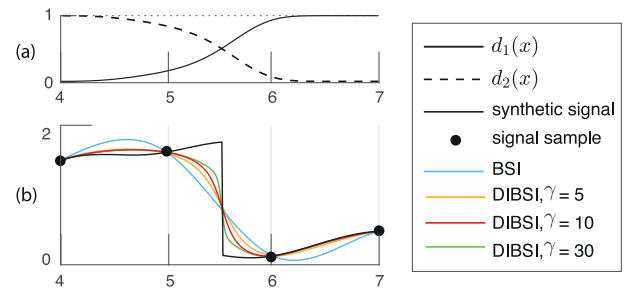 1
(a)
0
4 5 6 7
2
(b)
0
4 5 6 7
d₁(x)
d₂(x)
synthetic signal
signal sample
BSI
DIBSI,γ = 5
DIBSI,γ = 10
DIBSI,γ = 30